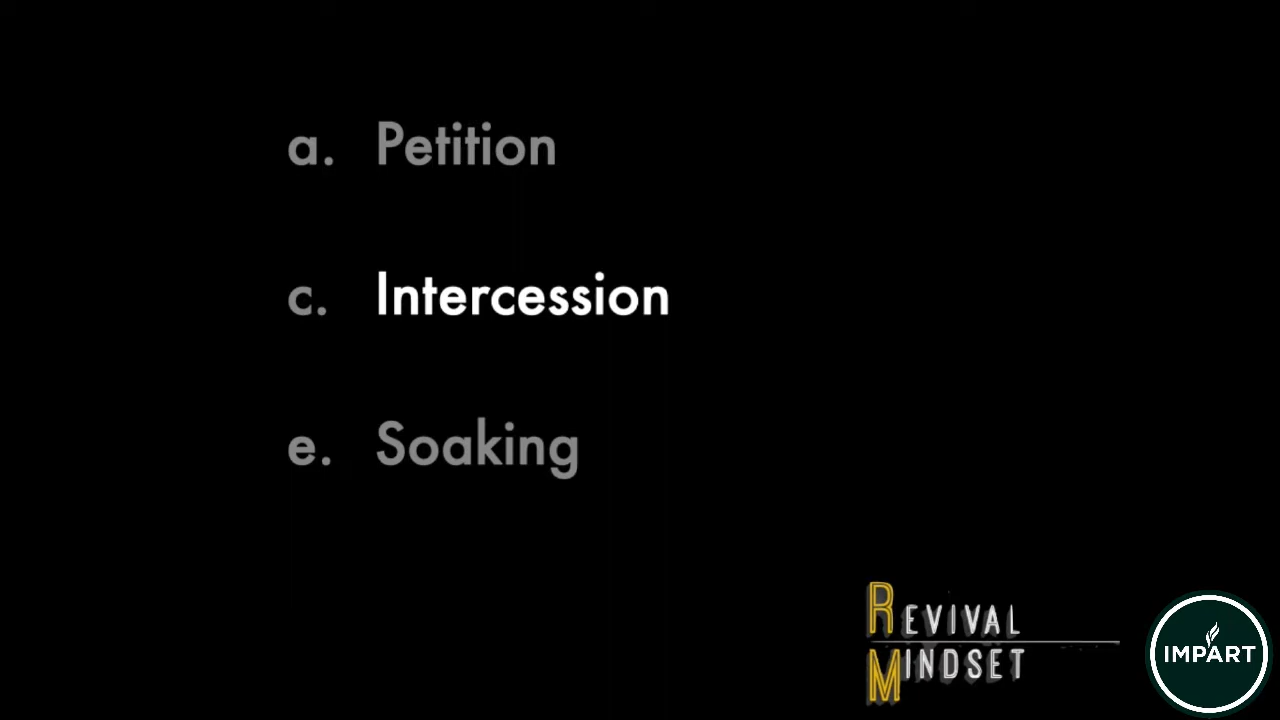 a. Petition
c. Intercession
e. Soaking
REVIVAL
MINDSET
IMPART